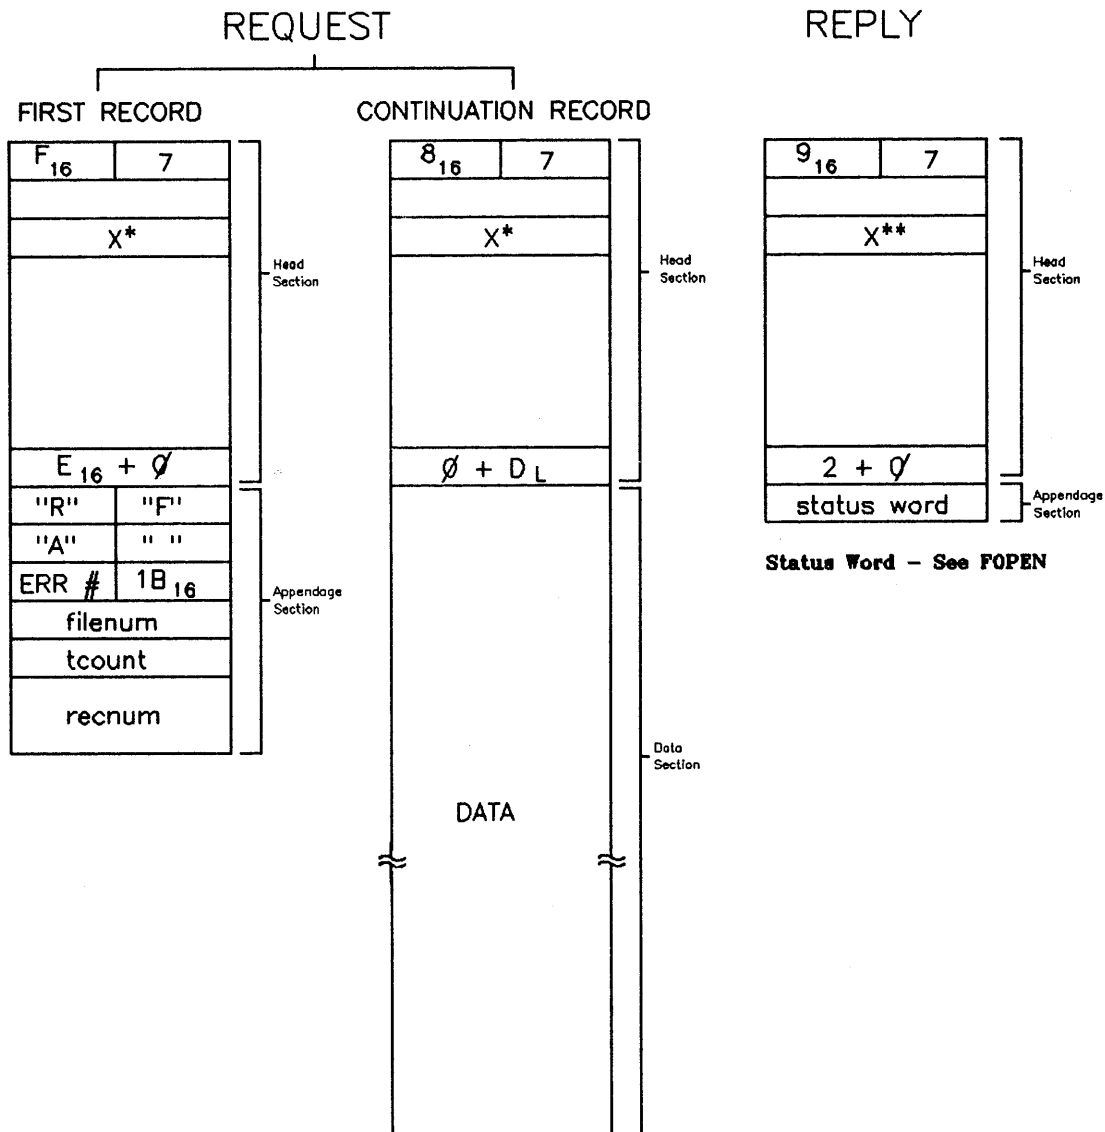 REQUEST
REPLY
FIRST RECORD
CONTINUATION RECORD
F16 7
X*
E16 + Ø
"R" "F"
"A" " "
ERR # 1B16
filenum
tcount
recnum
Head
Section
Appendage
Section
816 7
X*
Ø + DL
DATA
Head
Section
Data
Section
916 7
X**
2 + Ø
status word
Head
Section
Appendage
Section
Status Word – See FOPEN